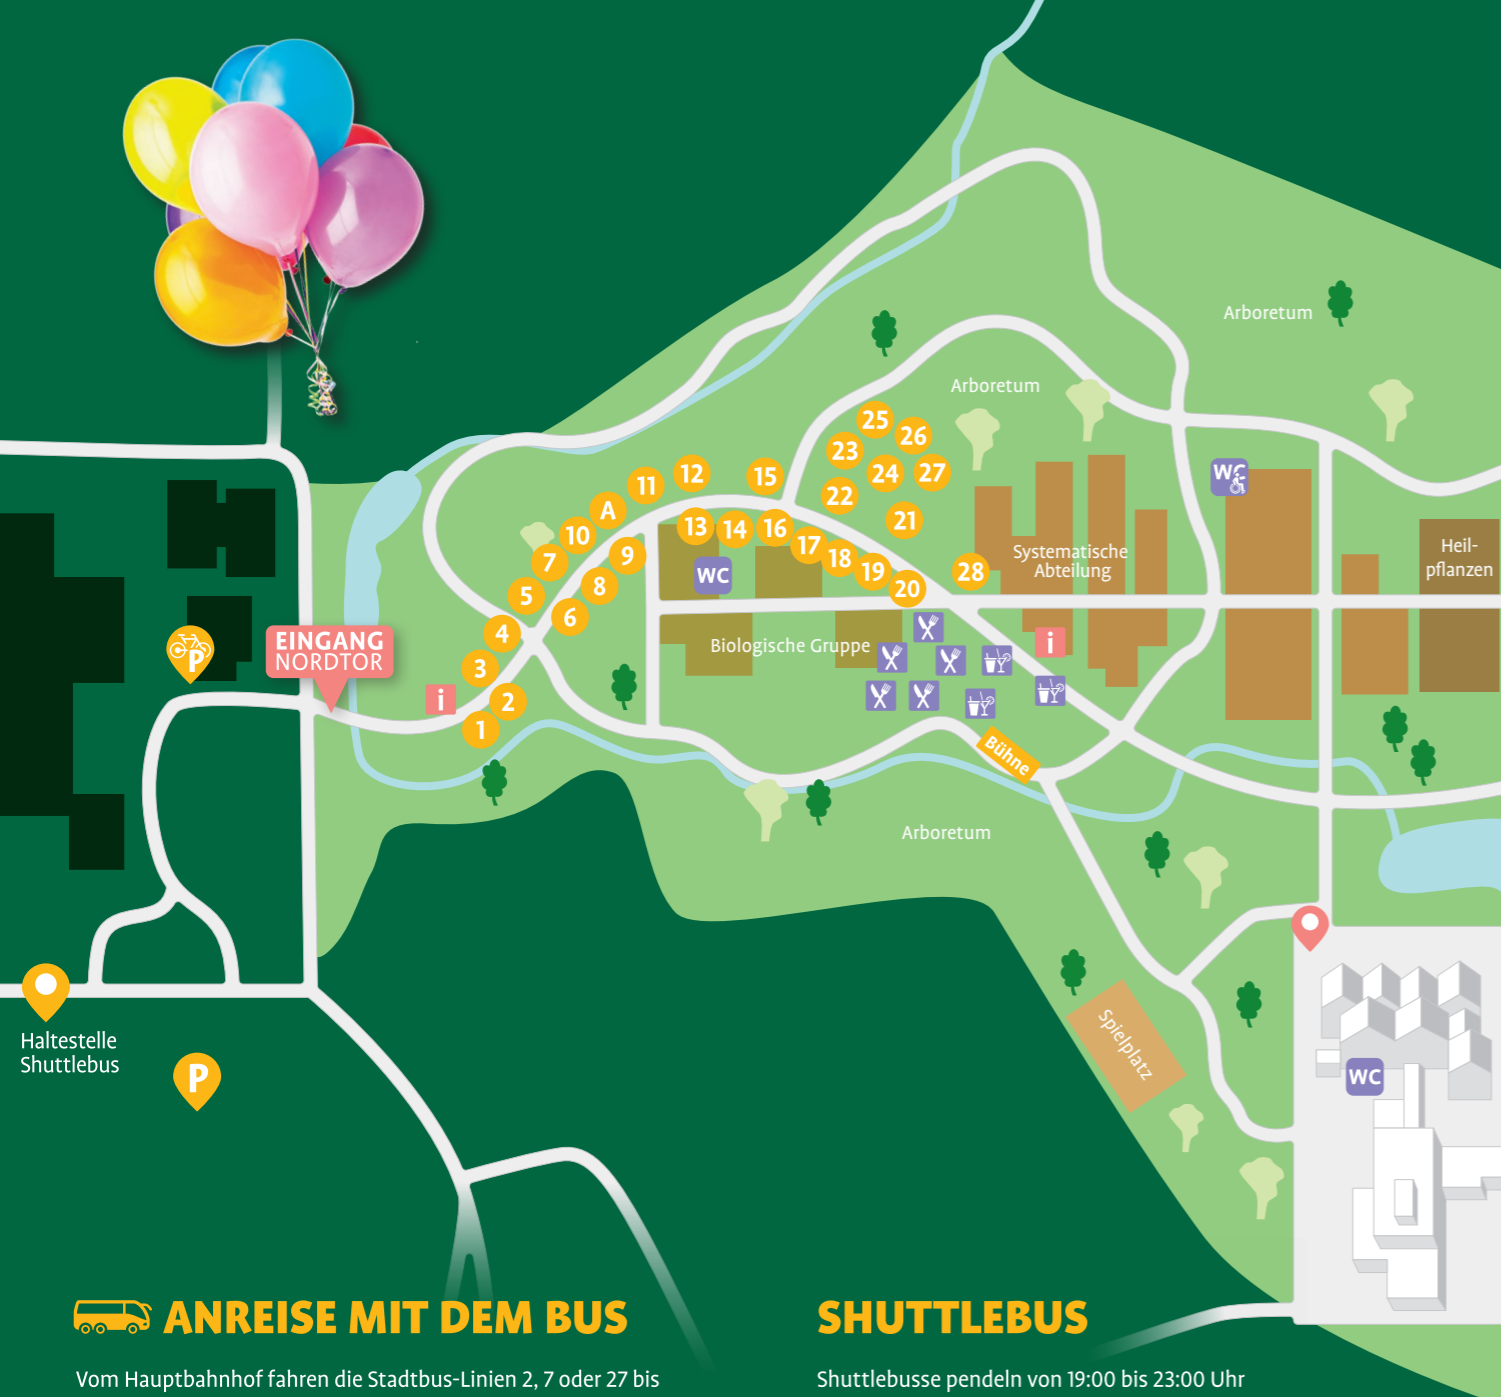 Arboretum
Arboretum
25
26
23
12
15
24
27
11
22
WC
A
21
13
14
16
10
17
9
18
Systematische
Abteilung
Heil-
pflanzen
7
19
28
WC
8
20
5
6
4
Biologische Gruppe
i
P
EINGANG
NORDTOR
3
i
2
1
Bühne
Arboretum
Haltestelle
Shuttlebus
P
Spielplatz
WC
ANREISE MIT DEM BUS
Vom Hauptbahnhof fahren die Stadtbus-Linien 2, 7 oder 27 bis
SHUTTLEBUS
Shuttlebusse pendeln von 19:00 bis 23:00 Uhr